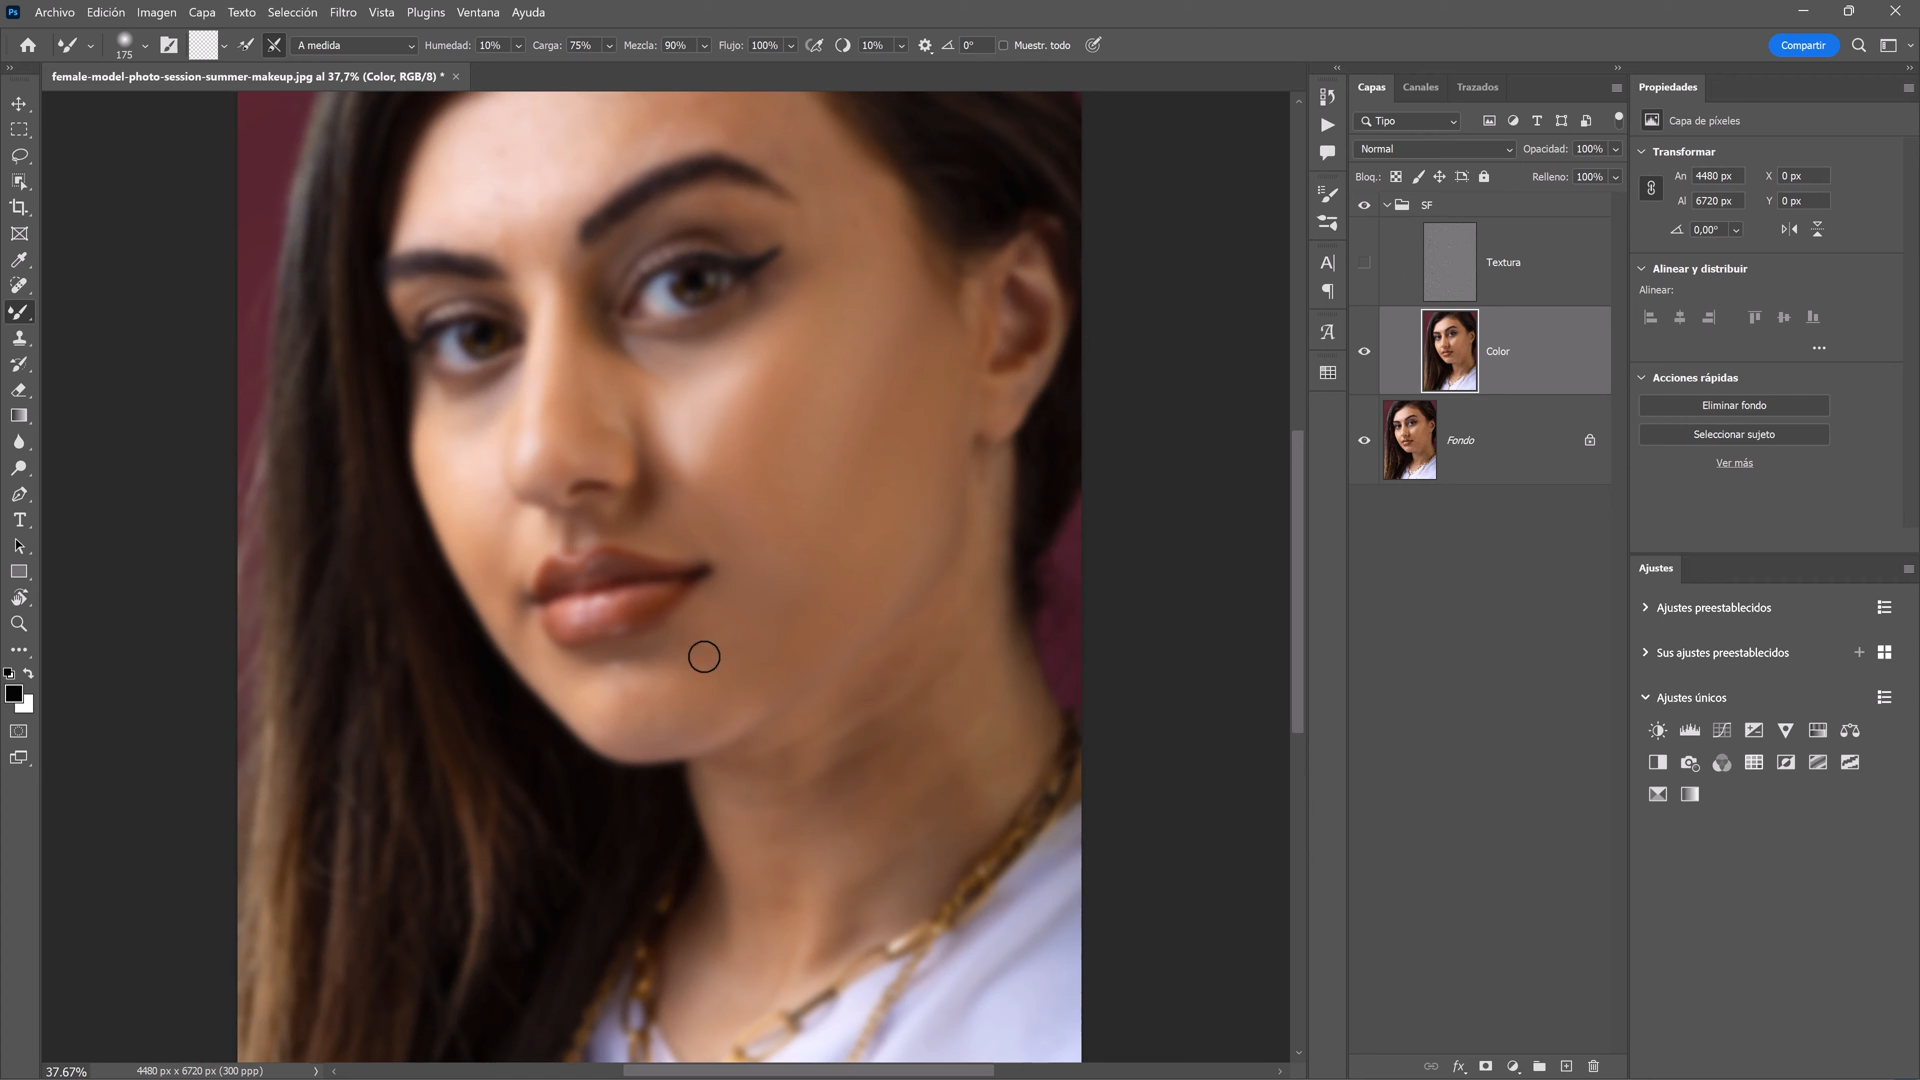 Ps Archivo Edición Imagen Capa Texto Selección Filtro Vista Plugins Ventana Ayuda
175 A medida Humedad: 10% Carga: 75% Mezcla: 90% Flujo: 100% 10% 0° Muestr. todo Compartir
female-model-photo-session-summer-makeup.jpg al 37,7% (Color, RGB/8) *
Capas Canales Trazados
Tipo
Normal Opacidad: 100%
Bloq.: Relleno: 100%
SF
Textura
Color
Fondo
Propiedades
Capa de píxeles
Transformar
An 4480 px X 0 px
Al 6720 px Y 0 px
0,00°
Alinear y distribuir
Alinear:
Acciones rápidas
Eliminar fondo
Seleccionar sujeto
Ver más
Ajustes
Ajustes preestablecidos
Sus ajustes preestablecidos
Ajustes únicos
37.67% 4480 px x 6720 px (300 ppp)